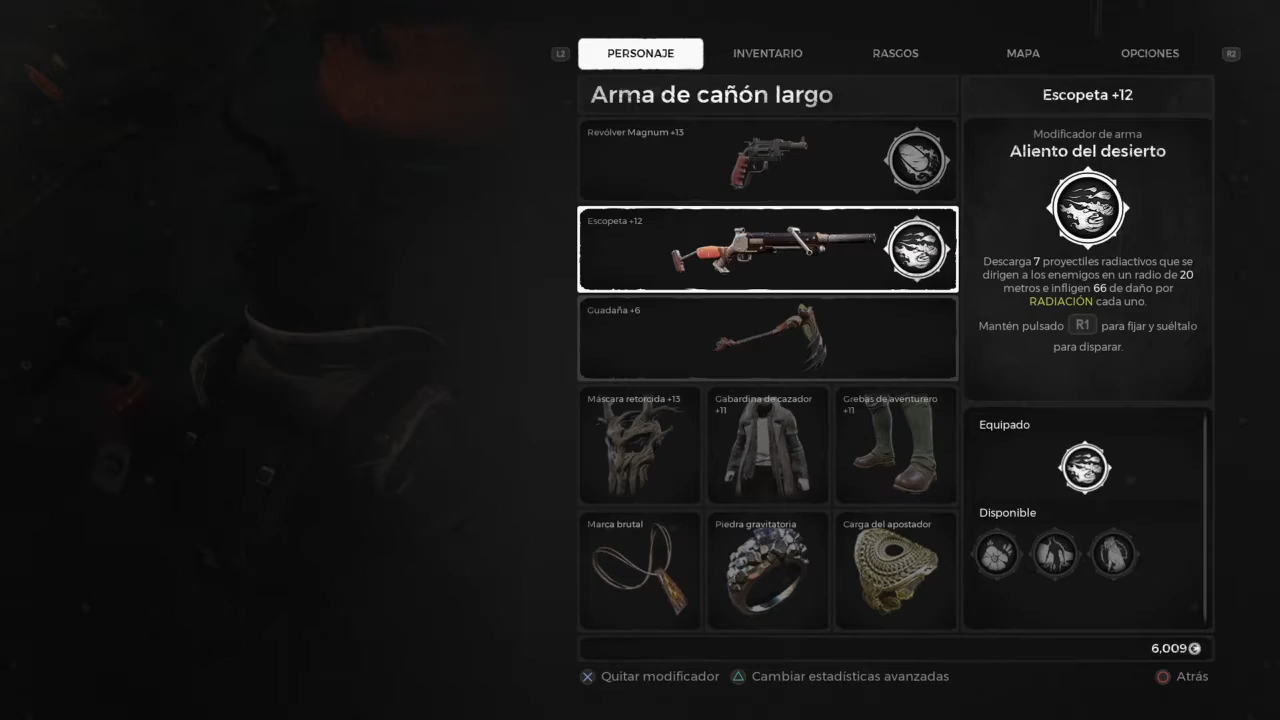 L2
PERSONAJE
INVENTARIO
RASGOS
MAPA
OPCIONES
R2
Arma de cañón largo
Revólver Magnum +13
Escopeta +12
Guadaña +6
Máscara retorcida +13
Gabardina de cazador
+11
Grebas de aventurero
+11
Marca brutal
Piedra gravitatoria
Carga del apostador
Escopeta +12
Modificador de arma
Aliento del desierto
Descarga 7 proyectiles radiactivos que se
dirigen a los enemigos en un radio de 20
metros e infligen 66 de daño por
RADIACIÓN cada uno.
Mantén pulsado R1 para fijar y suéltalo
para disparar.
Equipado
Disponible
6,009
Quitar modificador
Cambiar estadísticas avanzadas
Atrás